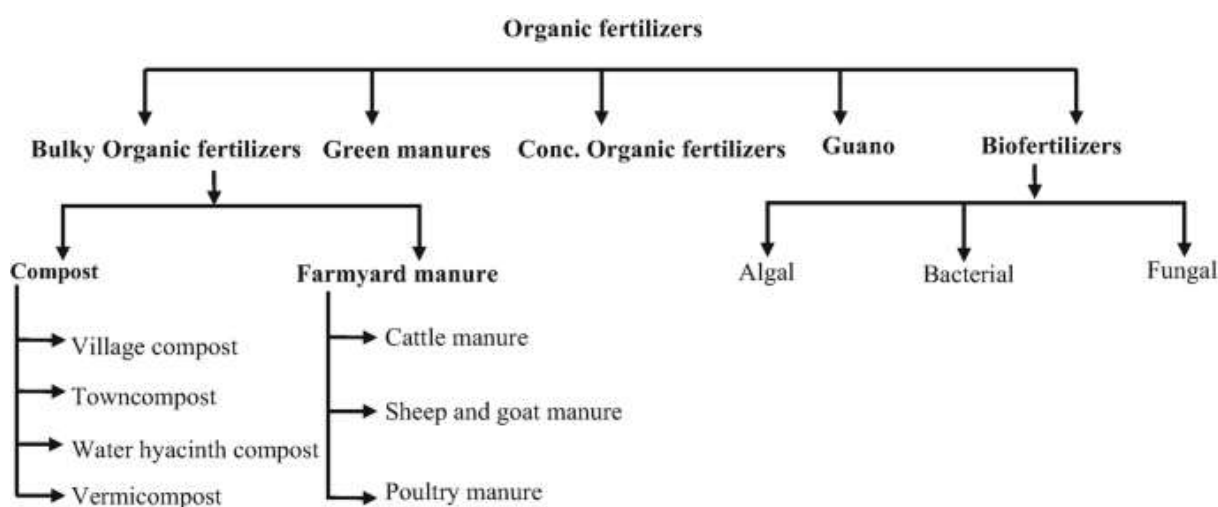 Organic fertilizers
Bulky Organic fertilizers
Green manures
Conc. Organic fertilizers
Guano
Biofertilizers
Compost
Farmyard manure
Algal
Bacterial
Fungal
Village compost
Towncompost
Water hyacinth compost
Vermicompost
Cattle manure
Sheep and goat manure
Poultry manure